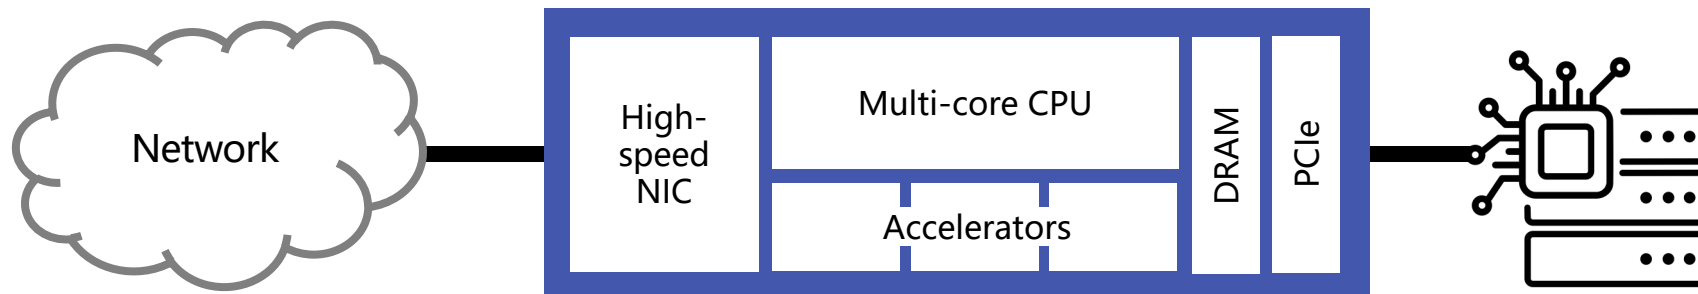 Network
High-
speed
NIC
Multi-core CPU
Accelerators
DRAM
PCIe